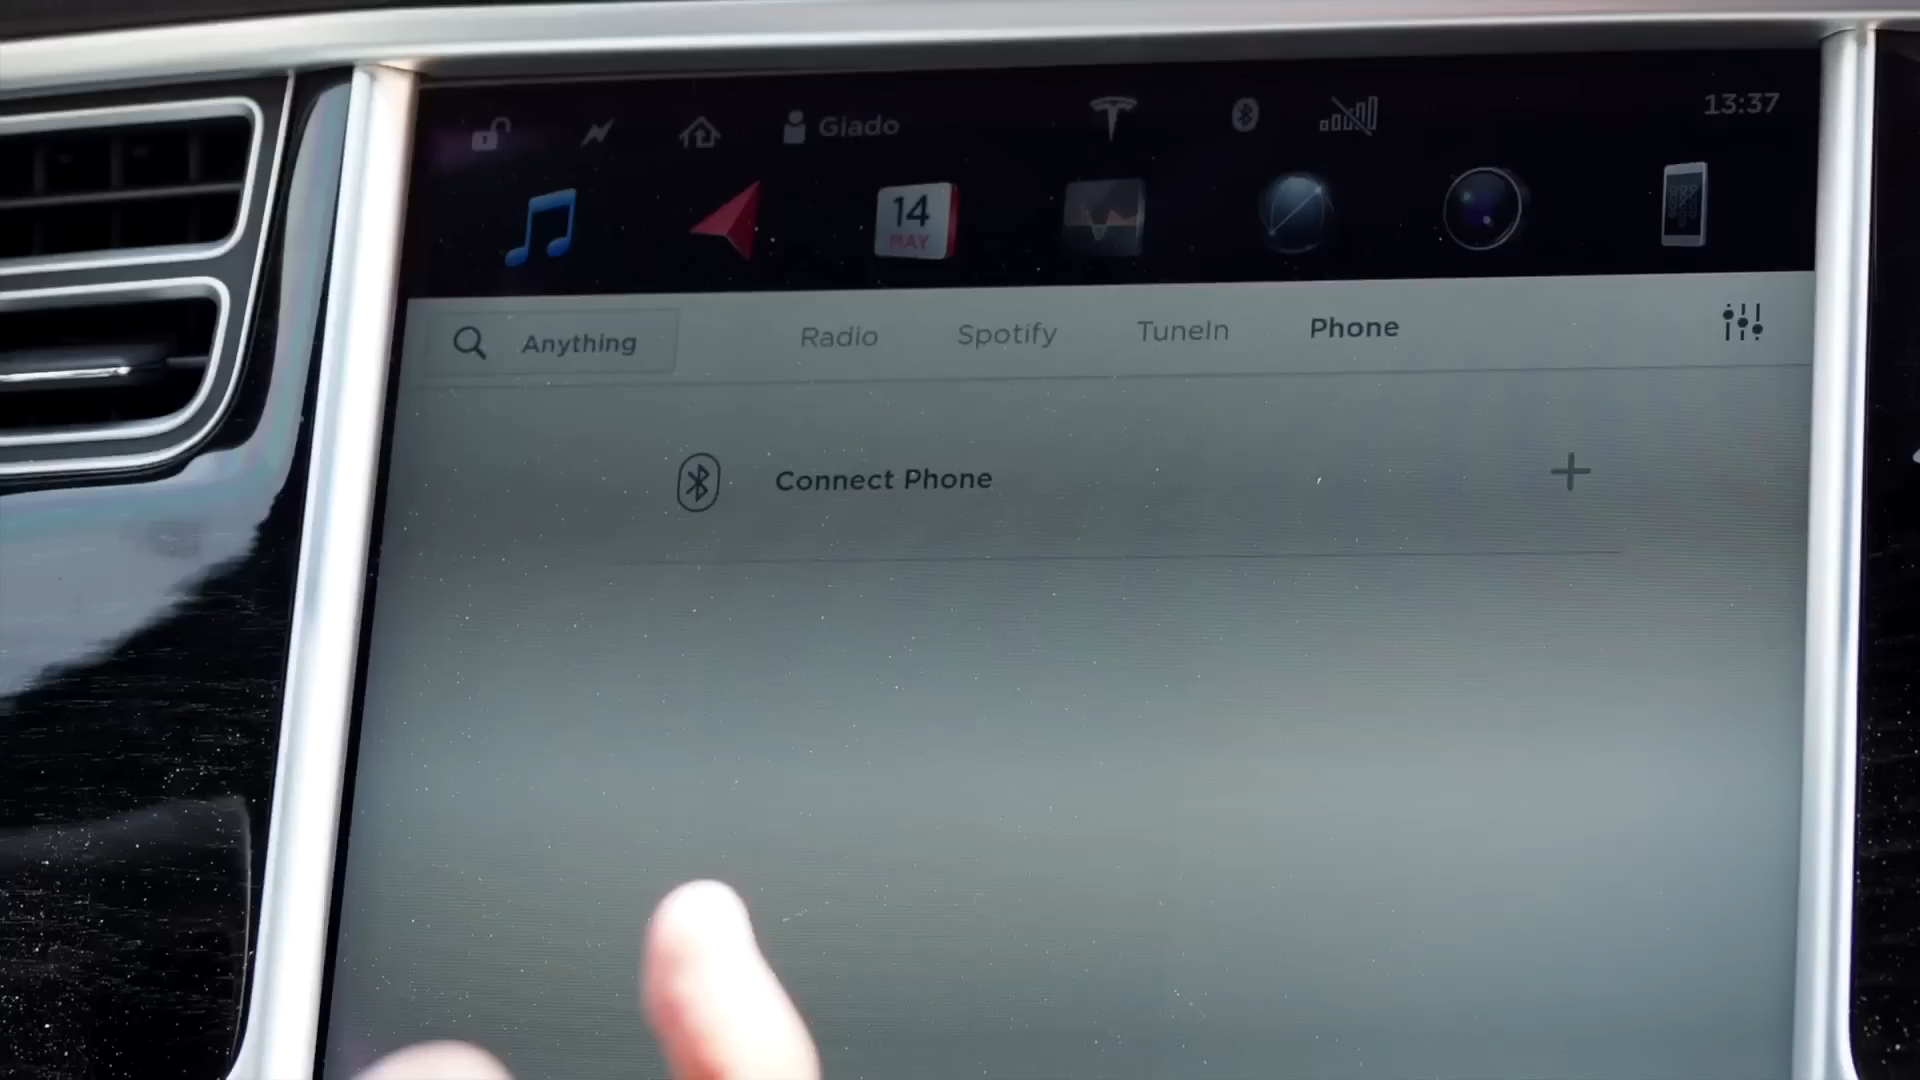 Giado
13:37
14
MAY
Anything
Radio
Spotify
TuneIn
Phone
Connect Phone